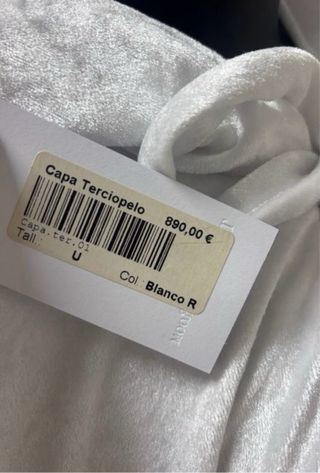 Capa Terciopelo 890,00 €
Capa.ter.01
Tall.: U Col.: Blanco R